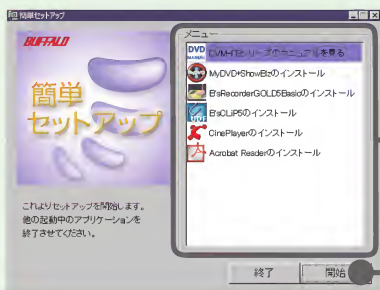 簡単セットアップ
BUFFALO
簡単
セットアップ
これよりセットアップを開始します。
他の起動中のアプリケーションを
終了させてください。
メニュー
DVD
のマニュアルを見る
MyDVD+ShowBizのインストール
B'sRecorderGOLD5Basicのインストール
B'sCLiP5のインストール
CinePlayerのインストール
Acrobat Readerのインストール
終了
開始